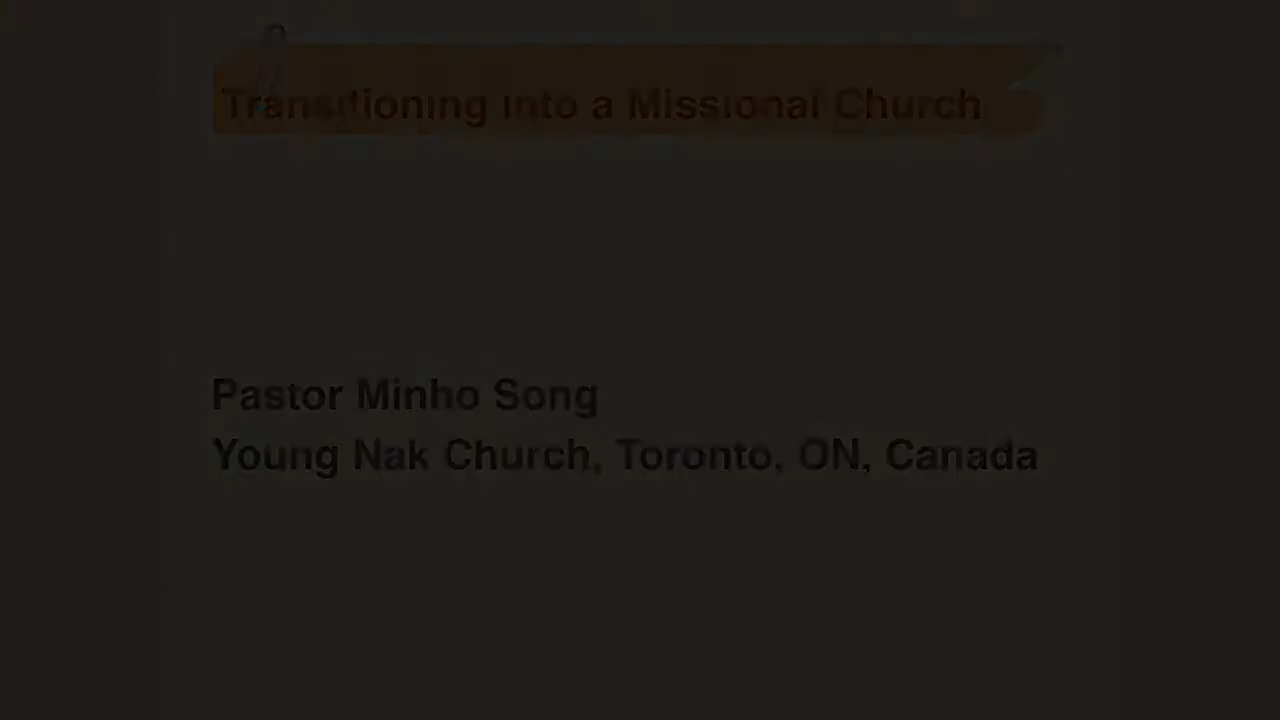 Transitioning into a Missional Church
Pastor Minho Song
Young Nak Church, Toronto, ON, Canada